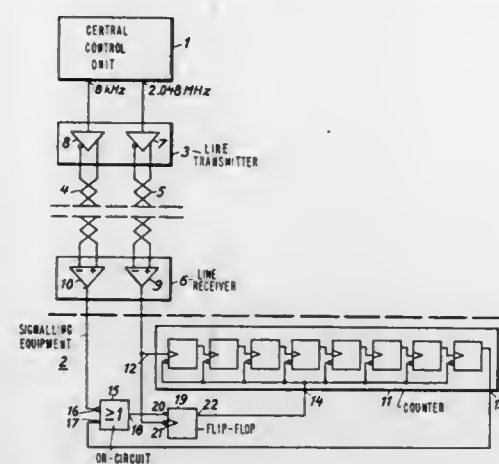 CENTRAL
CONTROL
UNIT
1
8 kHz
2.048 MHz
8
7
3 - LINE
TRANSMITTER
4
5
10
9
6 - LINE
RECEIVER
SIGNALLING
EQUIPMENT
2
12
15
19
22
14
11
COUNTER
13
16
17
≥1
18
20
21
FLIP-FLOP
OR-CIRCUIT